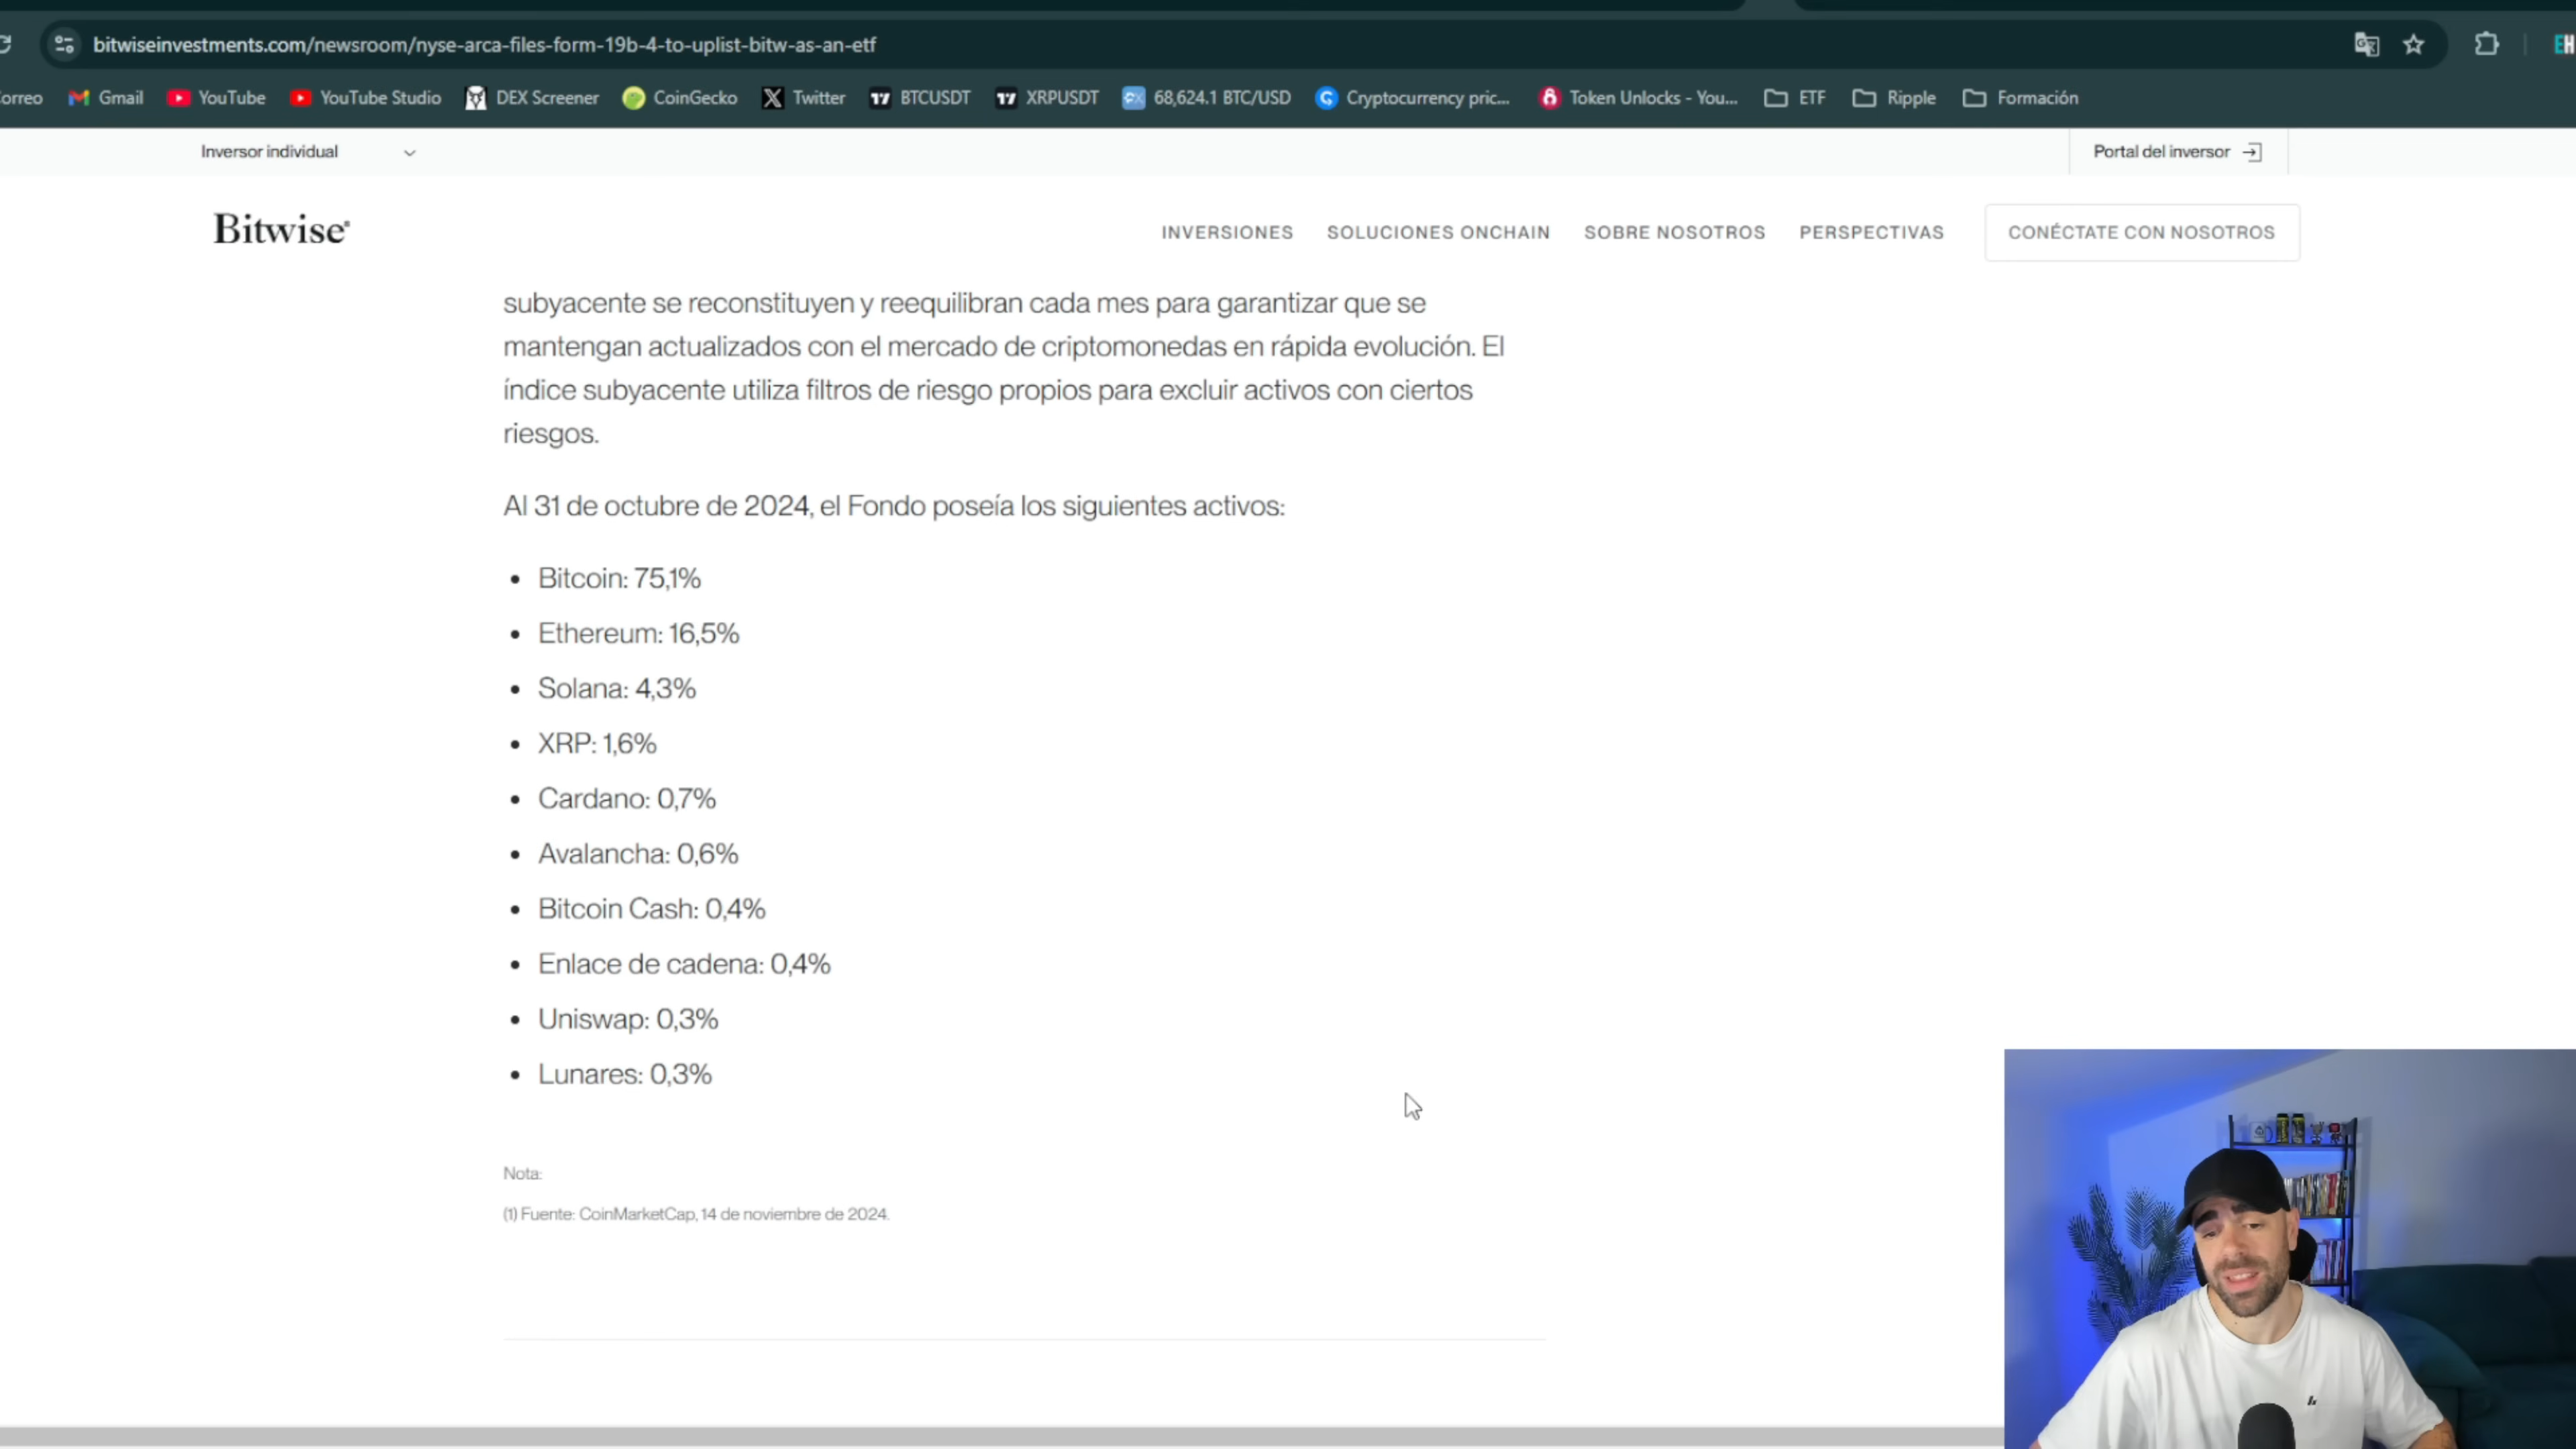 bitwiseinvestments.com/newsroom/nyse-arca-files-form-19b-4-to-uplist-bitw-as-an-etf
orreo Gmail YouTube YouTube Studio DEX Screener CoinGecko Twitter BTCUSDT XRPUSDT 68,624.1 BTC/USD Cryptocurrency pric... Token Unlocks - You... ETF Ripple Formación
Inversor individual Portal del inversor
Bitwise INVERSIONES SOLUCIONES ONCHAIN SOBRE NOSOTROS PERSPECTIVAS CONÉCTATE CON NOSOTROS
subyacente se reconstituyen y reequilibran cada mes para garantizar que se
mantengan actualizados con el mercado de criptomonedas en rápida evolución. El
índice subyacente utiliza filtros de riesgo propios para excluir activos con ciertos
riesgos.
Al 31 de octubre de 2024, el Fondo poseía los siguientes activos:
• Bitcoin: 75,1%
• Ethereum: 16,5%
• Solana: 4,3%
• XRP: 1,6%
• Cardano: 0,7%
• Avalancha: 0,6%
• Bitcoin Cash: 0,4%
• Enlace de cadena: 0,4%
• Uniswap: 0,3%
• Lunares: 0,3%
Nota:
(1) Fuente: CoinMarketCap, 14 de noviembre de 2024.